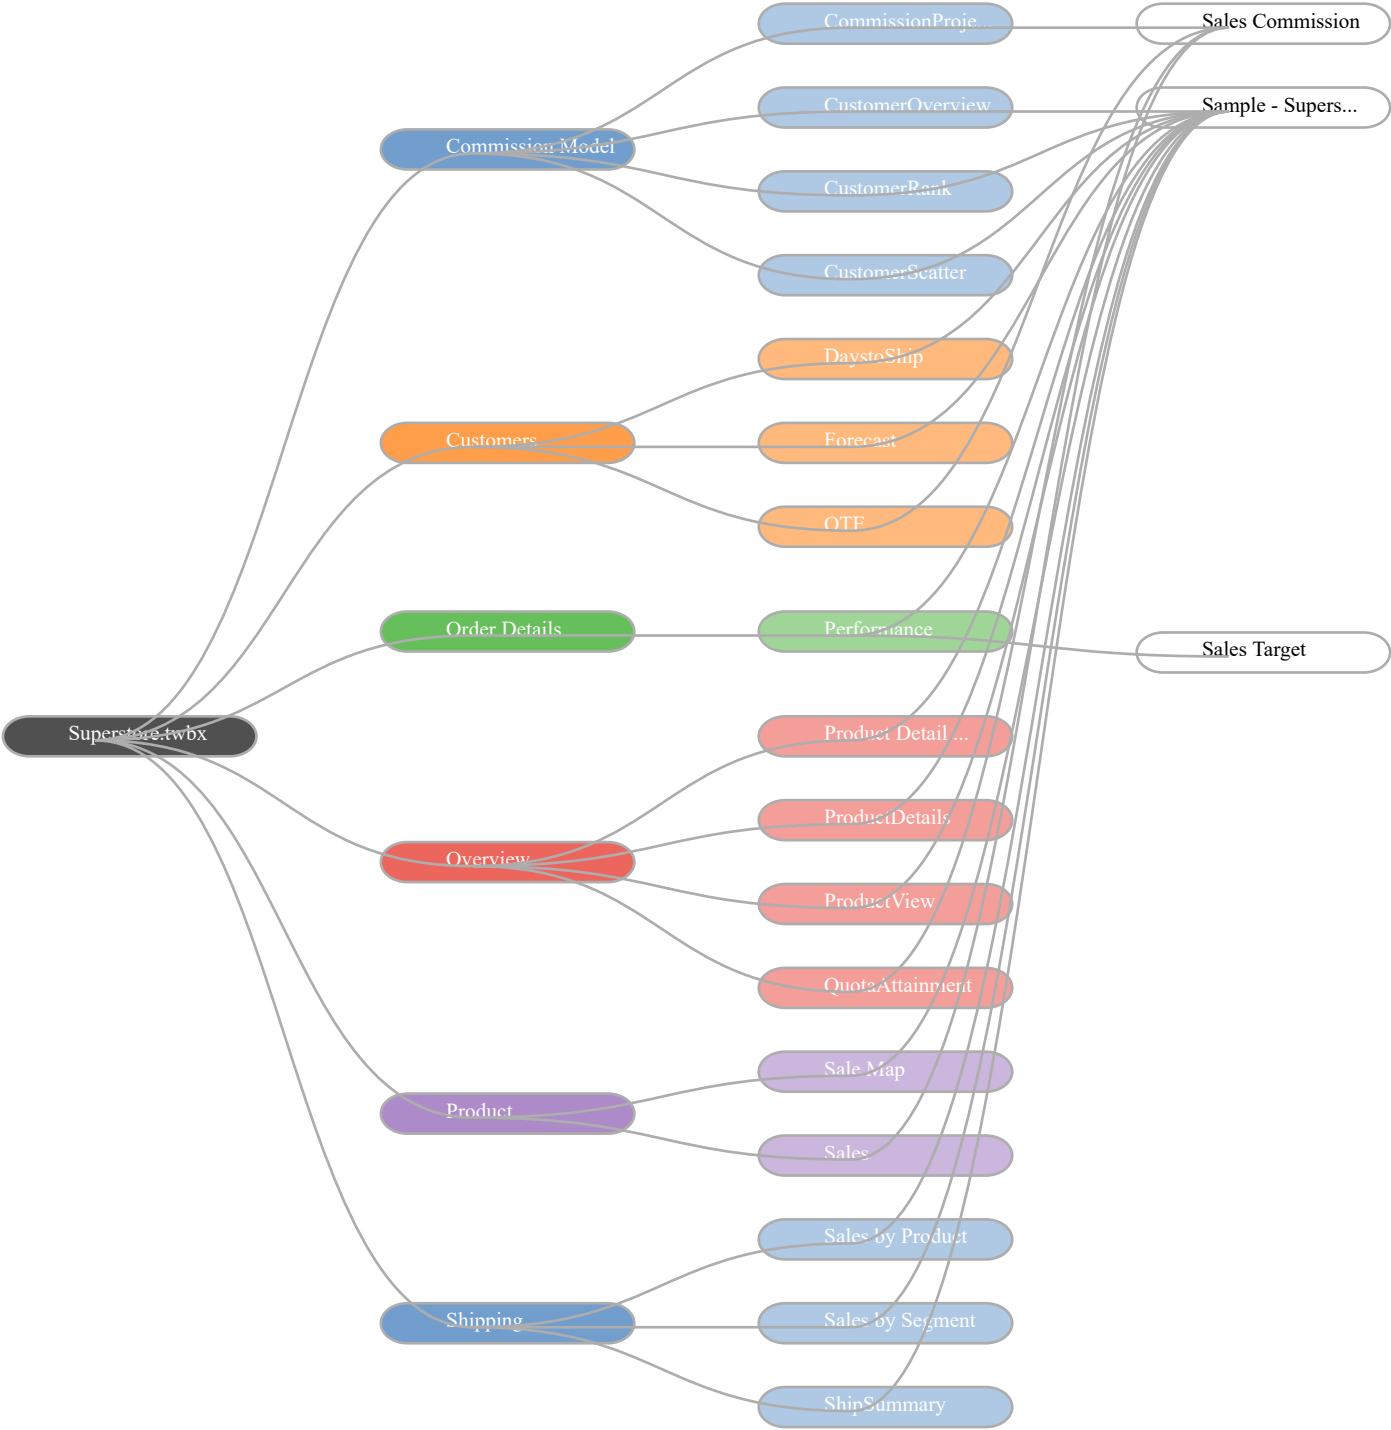 CommissionProje...
Sales Commission
CustomerOverview
Sample - Supers...
Commission Model
CustomerRank
CustomerScatter
DaystoShip
Customers
Forecast
OTE
Order Details
Performance
Sales Target
Superstore.twbx
Product Detail ...
ProductDetails
Overview
ProductView
QuotaAttainment
Sale Map
Product
Sales
Sales by Product
Shipping
Sales by Segment
ShipSummary